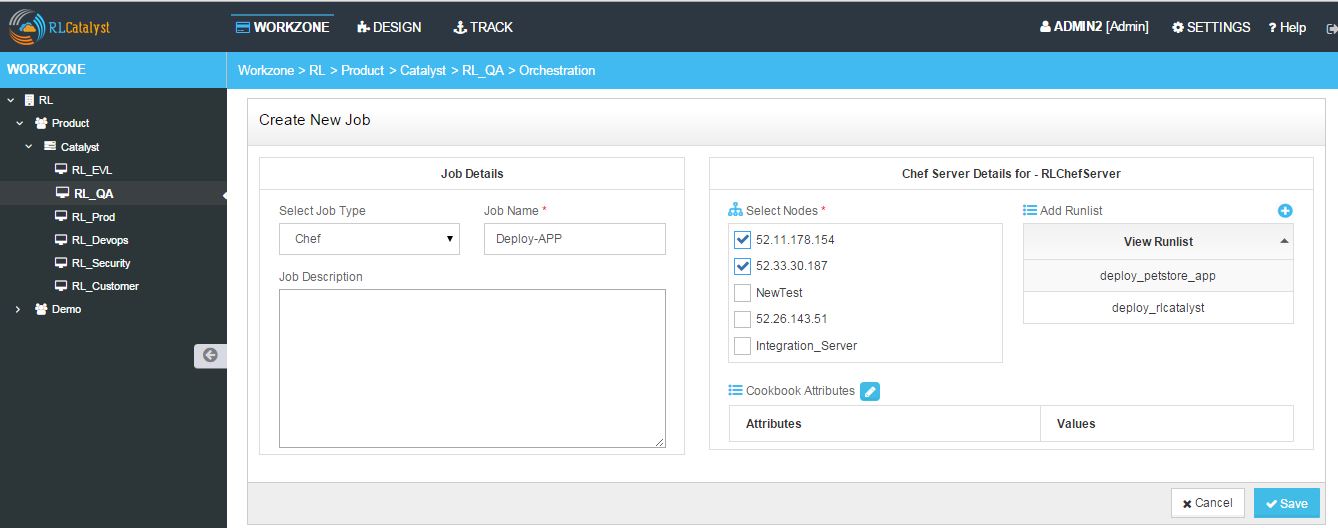 RLCatalyst
WORKZONE
DESIGN
TRACK
ADMIN2 [Admin]
SETTINGS
? Help
WORKZONE
Workzone > RL > Product > Catalyst > RL_QA > Orchestration
RL
Product
Catalyst
RL_EVL
RL_QA
RL_Prod
RL_Devops
RL_Security
RL_Customer
Demo
Create New Job
Job Details
Select Job Type
Job Name *
Chef
Deploy-APP
Job Description
Chef Server Details for - RLChefServer
Select Nodes *
52.11.178.154
52.33.30.187
NewTest
52.26.143.51
Integration_Server
Add Runlist
View Runlist
deploy_petstore_app
deploy_rlcatalyst
Cookbook Attributes
Attributes
Values
Cancel
Save